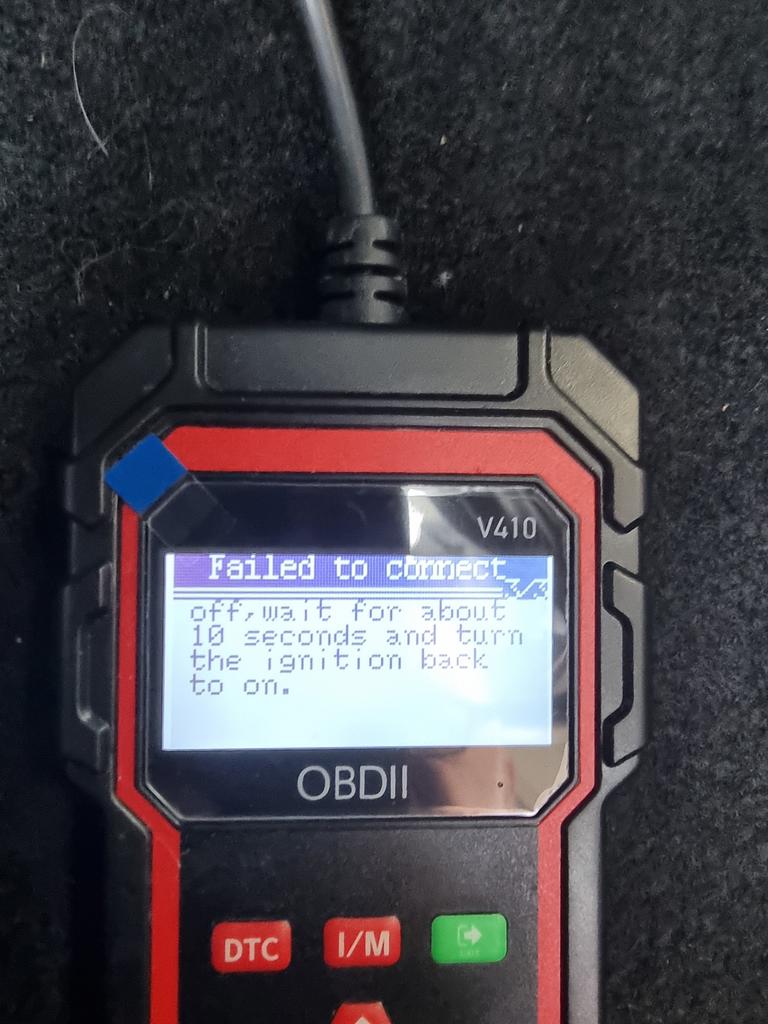 V410
Failed to connect
3/3
off,wait for about
10 seconds and turn
the ignition back
to on.
OBDII
DTC
I/M
EXIT